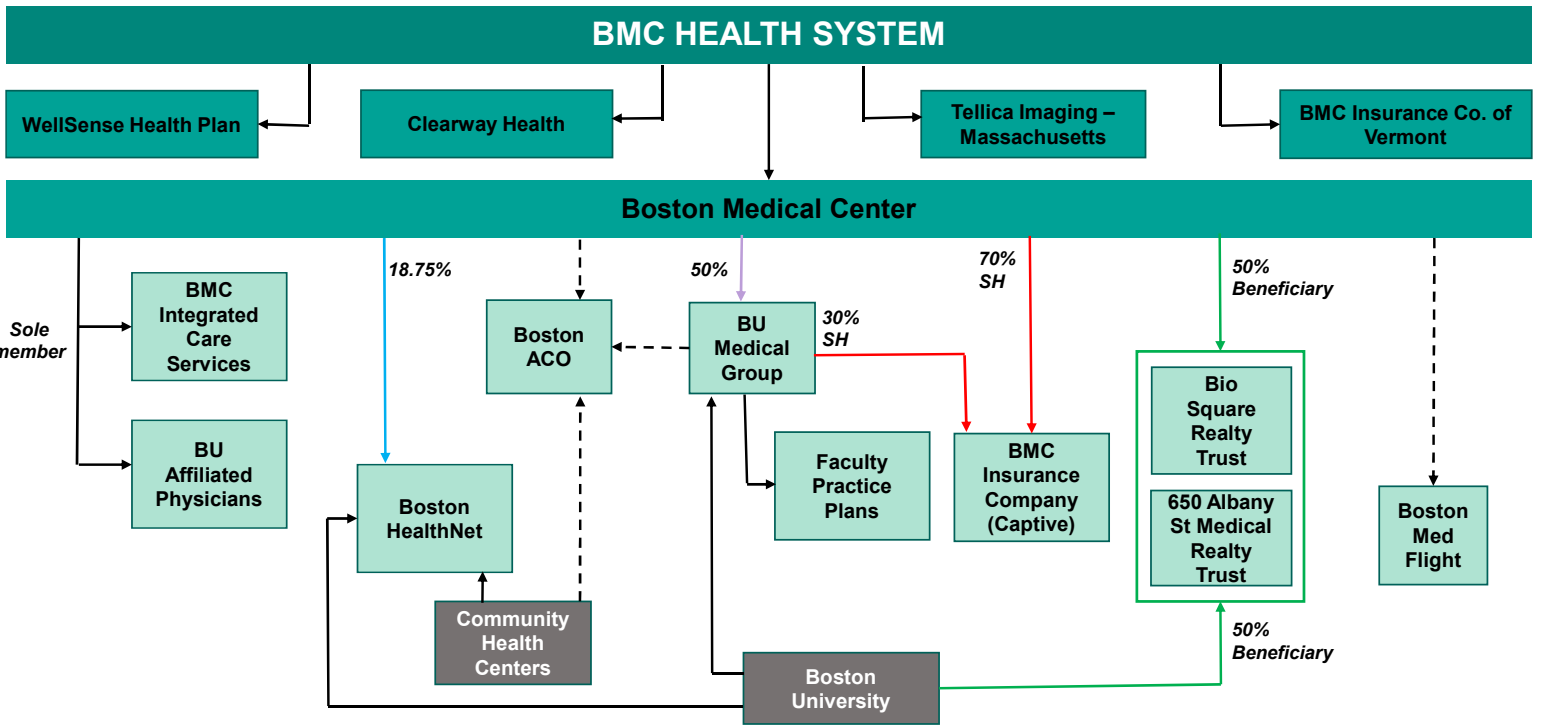 BMC HEALTH SYSTEM
WellSense Health Plan
Clearway Health
Tellica Imaging –
Massachusetts
BMC Insurance Co. of
Vermont
Boston Medical Center
Sole
member
BMC
Integrated
Care
Services
BU
Affiliated
Physicians
18.75%
Boston
HealthNet
Boston
ACO
Community
Health
Centers
50%
BU
Medical
Group
30%
SH
Faculty
Practice
Plans
70%
SH
BMC
Insurance
Company
(Captive)
50%
Beneficiary
Bio
Square
Realty
Trust
650 Albany
St Medical
Realty
Trust
50%
Beneficiary
Boston
University
Boston
Med
Flight